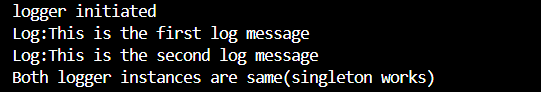 logger initiated
Log:This is the first log message
Log:This is the second log message
Both logger instances are same(singleton works)